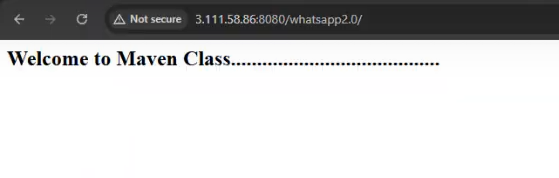 Not secure 3.111.58.86:8080/whatsapp2.0/
Welcome to Maven Class........................................